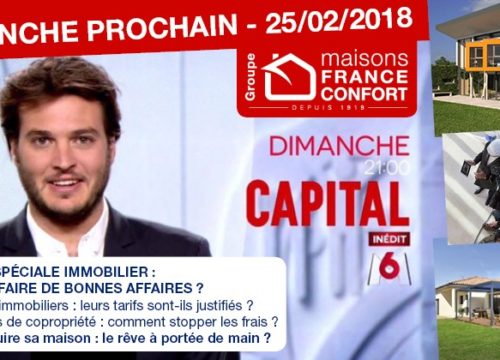 ANCHE PROCHAIN - 25/02/2018
Groupe
maisons
FRANCE
CONFORT
DEPUIS 1919
DIMANCHE
21:00
CAPITAL
INÉDIT
6
SPÉCIALE IMMOBILIER :
FAIRE DE BONNES AFFAIRES ?
immobiliers : leurs tarifs sont-ils justifiés ?
s de copropriété : comment stopper les frais ?
uire sa maison : le rêve à portée de main ?